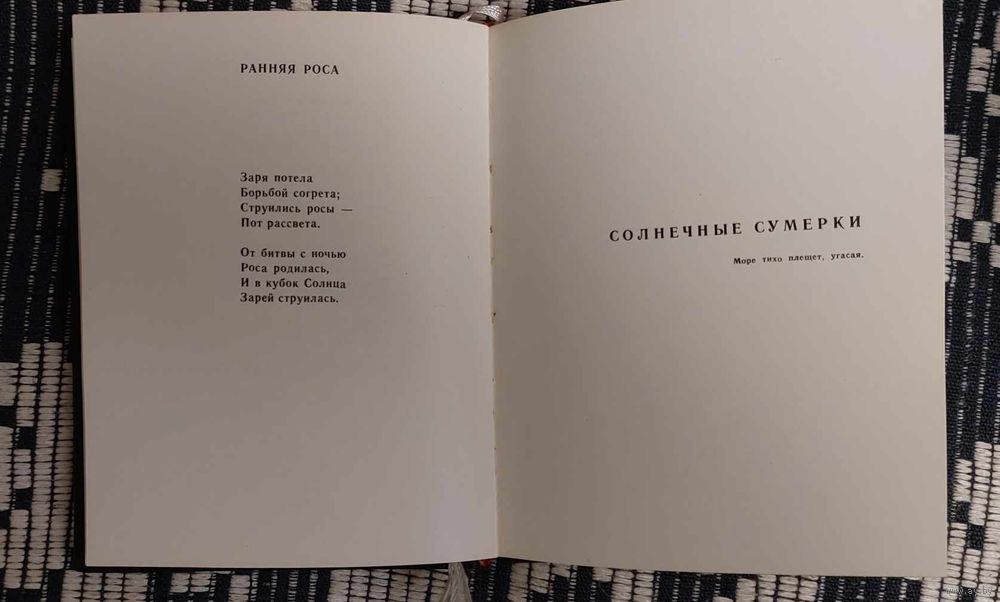 РАННЯЯ РОСА
Заря потела
Борьбой согрета;
Струились росы —
Пот рассвета.
От битвы с ночью
Роса родилась,
И в кубок Солнца
Зарей струилась.
СОЛНЕЧНЫЕ СУМЕРКИ
Море тихо плещет, угасая.